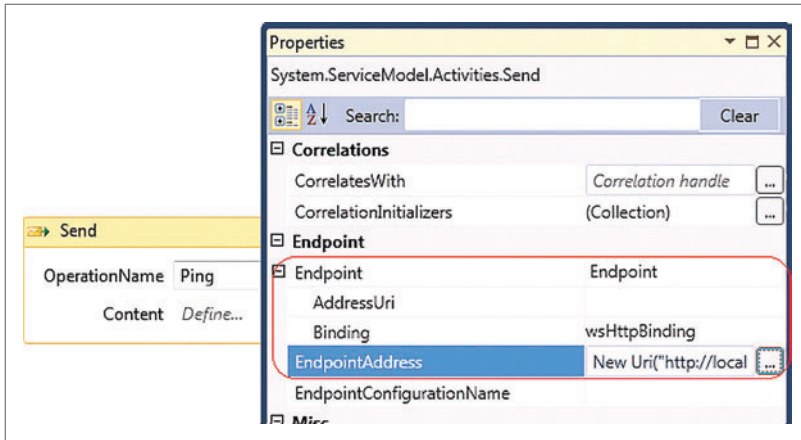 Properties
System.ServiceModel.Activities.Send
Search: Clear
Correlations
CorrelatesWith Correlation handle ...
CorrelationInitializers (Collection) ...
Send
Endpoint
OperationName Ping
Endpoint Endpoint
Content Define...
AddressUri
Binding wsHttpBinding
EndpointAddress New Uri("http://local ...
EndpointConfigurationName
Misc